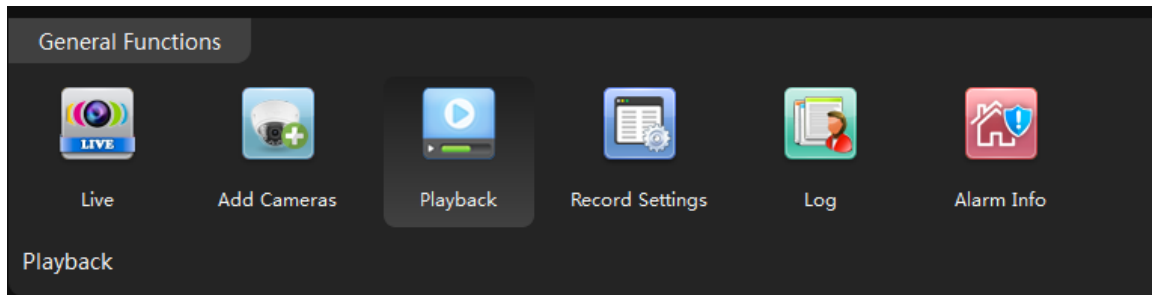 General Functions
LIVE
Live
Add Cameras
Playback
Record Settings
Log
Alarm Info
Playback